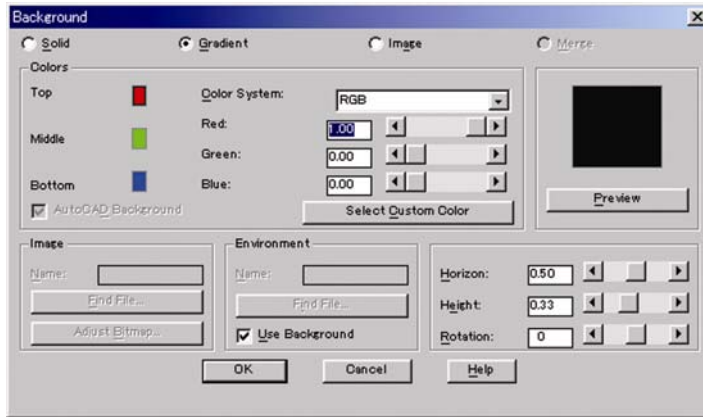 Background
Solid Gradient Image Merge
Colors
Top Color System: RGB
Red: 1.00
Middle
Green: 0.00
Bottom Blue: 0.00
AutoCAD Background Select Custom Color
Preview
Image
Name:
Find File...
Adjust Bitmap...
Environment
Name:
Find File...
Use Background
Horizon: 0.50
Height: 0.33
Rotation: 0
OK Cancel Help